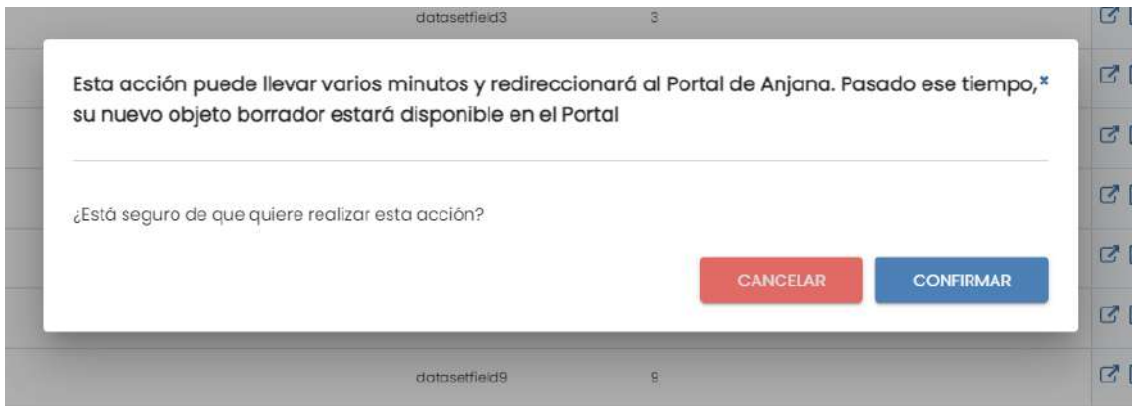 datasetfield3 3
Esta acción puede llevar varios minutos y redireccionará al Portal de Anjana. Pasado ese tiempo,
su nuevo objeto borrador estará disponible en el Portal
¿Está seguro de que quiere realizar esta acción?
CANCELAR CONFIRMAR
datasetfield9 9